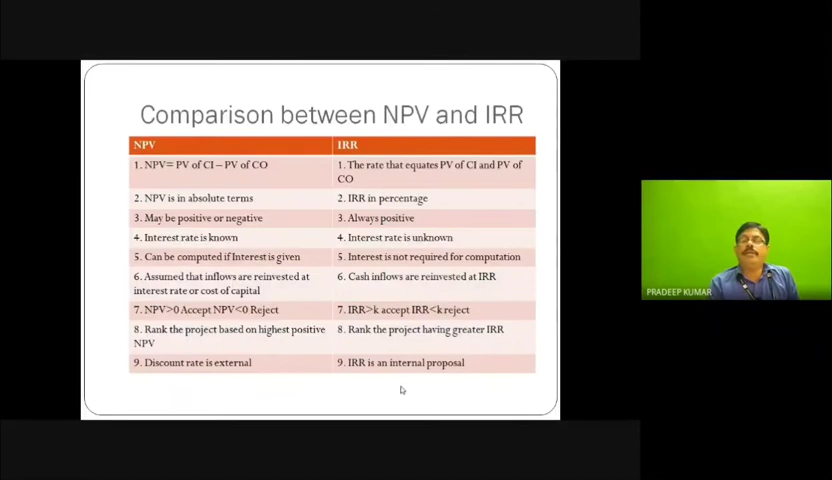 Comparison between NPV and IRR
NPV
IRR
1. NPV= PV of CI – PV of CO
1. The rate that equates PV of CI and PV of
CO
2. NPV is in absolute terms
2. IRR in percentage
3. May be positive or negative
3. Always positive
4. Interest rate is known
4. Interest rate is unknown
5. Can be computed if Interest is given
5. Interest is not required for computation
6. Assumed that inflows are reinvested at
interest rate or cost of capital
6. Cash inflows are reinvested at IRR
7. NPV>0 Accept NPV<0 Reject
7. IRR>k accept IRR<k reject
8. Rank the project based on highest positive
NPV
8. Rank the project having greater IRR
9. Discount rate is external
9. IRR is an internal proposal
PRADEEP KUMAR